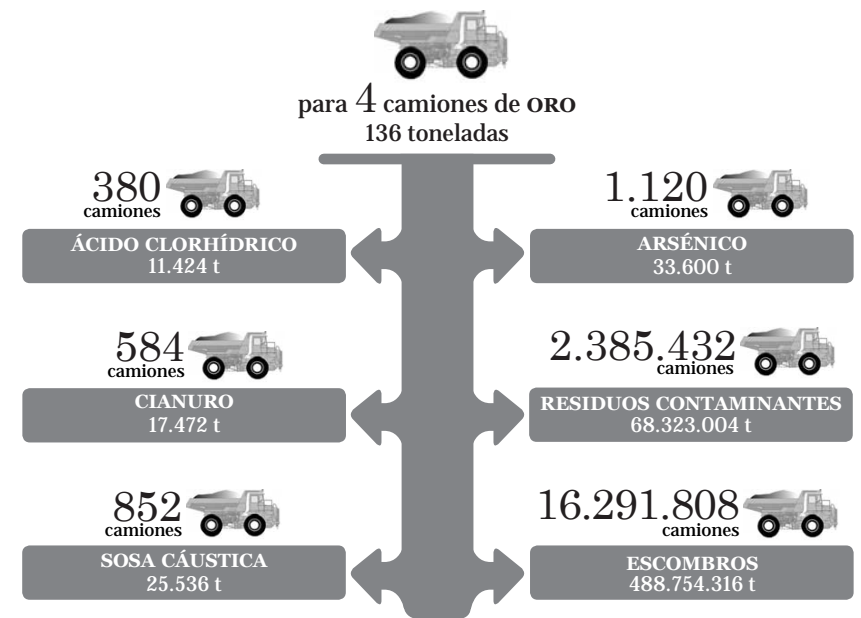 para 4 camiones de ORO
136 toneladas
380
camiones
ÁCIDO CLORHÍDRICO
11.424 t
1.120
camiones
ARSÉNICO
33.600 t
584
camiones
CIANURO
17.472 t
2.385.432
camiones
RESIDUOS CONTAMINANTES
68.323.004 t
852
camiones
SOSA CÁUSTICA
25.536 t
16.291.808
camiones
ESCOMBROS
488.754.316 t